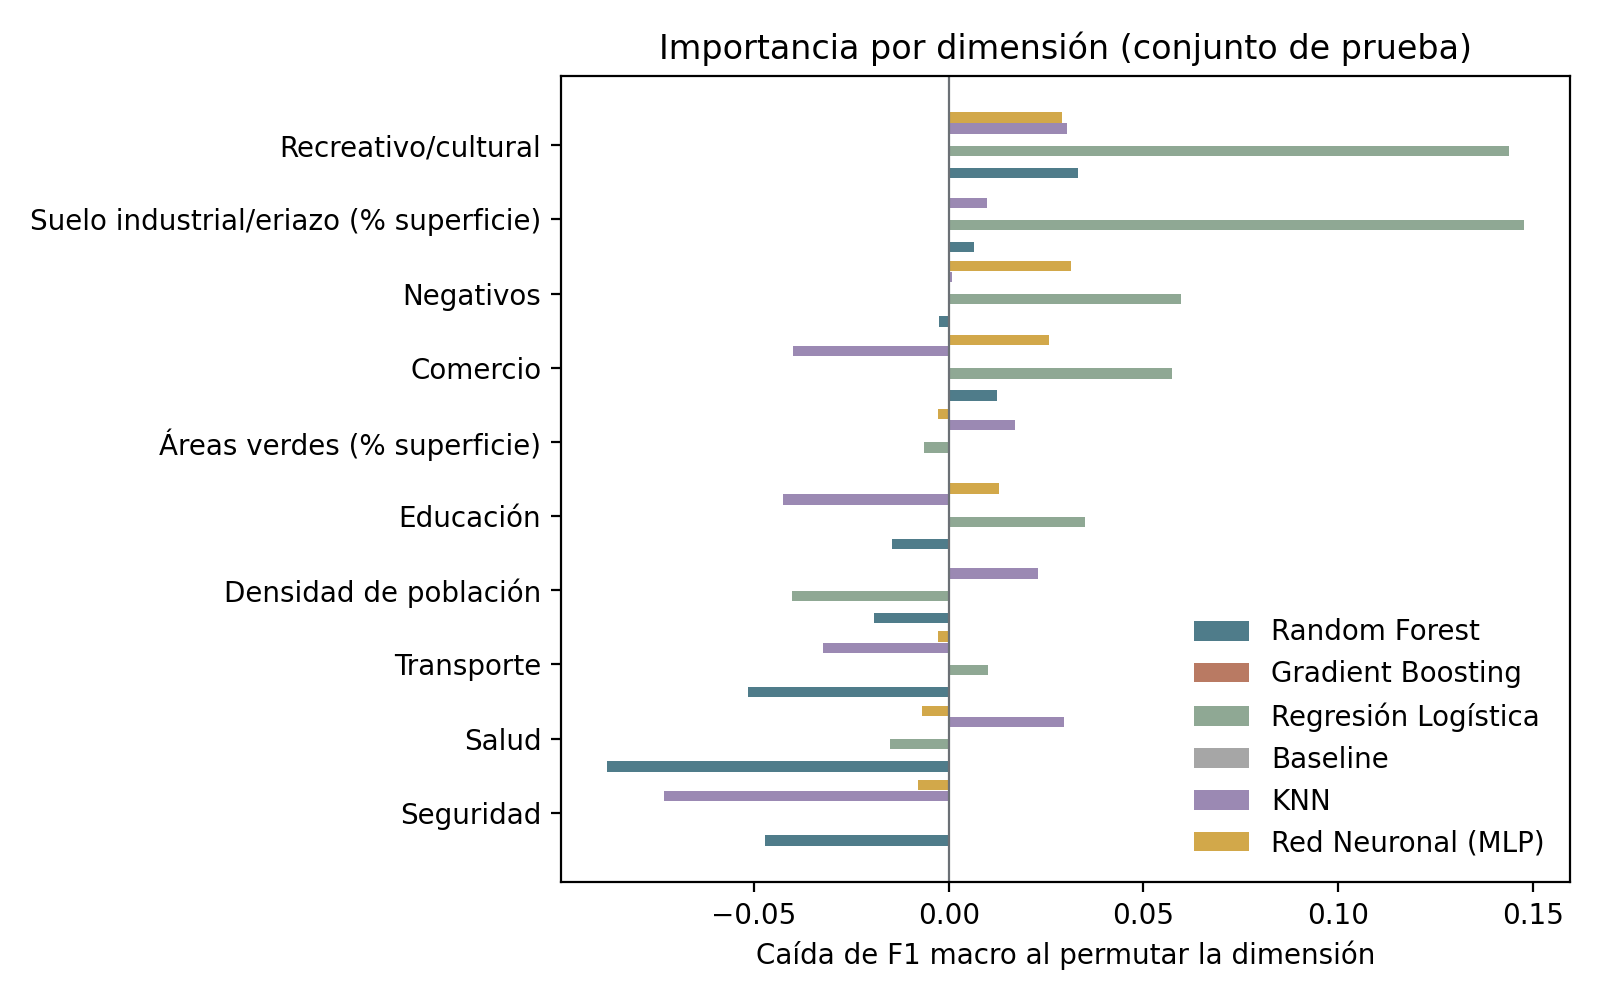 Importancia por dimensión (conjunto de prueba)
Recreativo/cultural
Suelo industrial/eriazo (% superficie)
Negativos
Comercio
Áreas verdes (% superficie)
Educación
Densidad de población
Transporte
Salud
Seguridad
Random Forest
Gradient Boosting
Regresión Logística
Baseline
KNN
Red Neuronal (MLP)
−0.05 0.00 0.05 0.10 0.15
Caída de F1 macro al permutar la dimensión